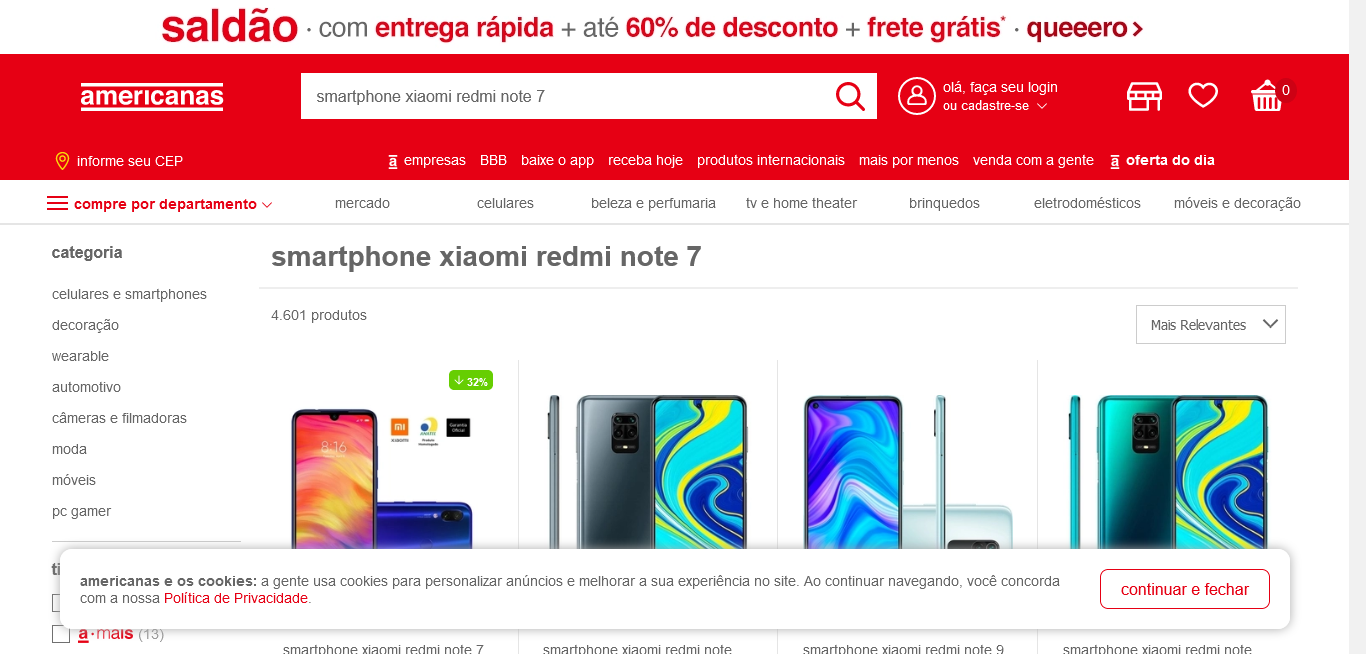 saldão · com entrega rápida + até 60% de desconto + frete grátis* · queeero >
americanas
smartphone xiaomi redmi note 7
olá, faça seu login
ou cadastre-se
0
informe seu CEP
a empresas BBB baixe o app receba hoje produtos internacionais mais por menos venda com a gente a oferta do dia
compre por departamento
mercado celulares beleza e perfumaria tv e home theater brinquedos eletrodomésticos móveis e decoração
categoria
celulares e smartphones
decoração
wearable
automotivo
câmeras e filmadoras
moda
móveis
pc gamer
smartphone xiaomi redmi note 7
4.601 produtos
Mais Relevantes
32%
8:16
mi
XIAOMI
ANATEL
Produto
Homologado
Garantia
Oficial
ti
americanas e os cookies: a gente usa cookies para personalizar anúncios e melhorar a sua experiência no site. Ao continuar navegando, você concorda
com a nossa Política de Privacidade.
continuar e fechar
a·mais (13)
smartphone xiaomi redmi note 7
smartphone xiaomi redmi note
smartphone xiaomi redmi note 9
smartphone xiaomi redmi note